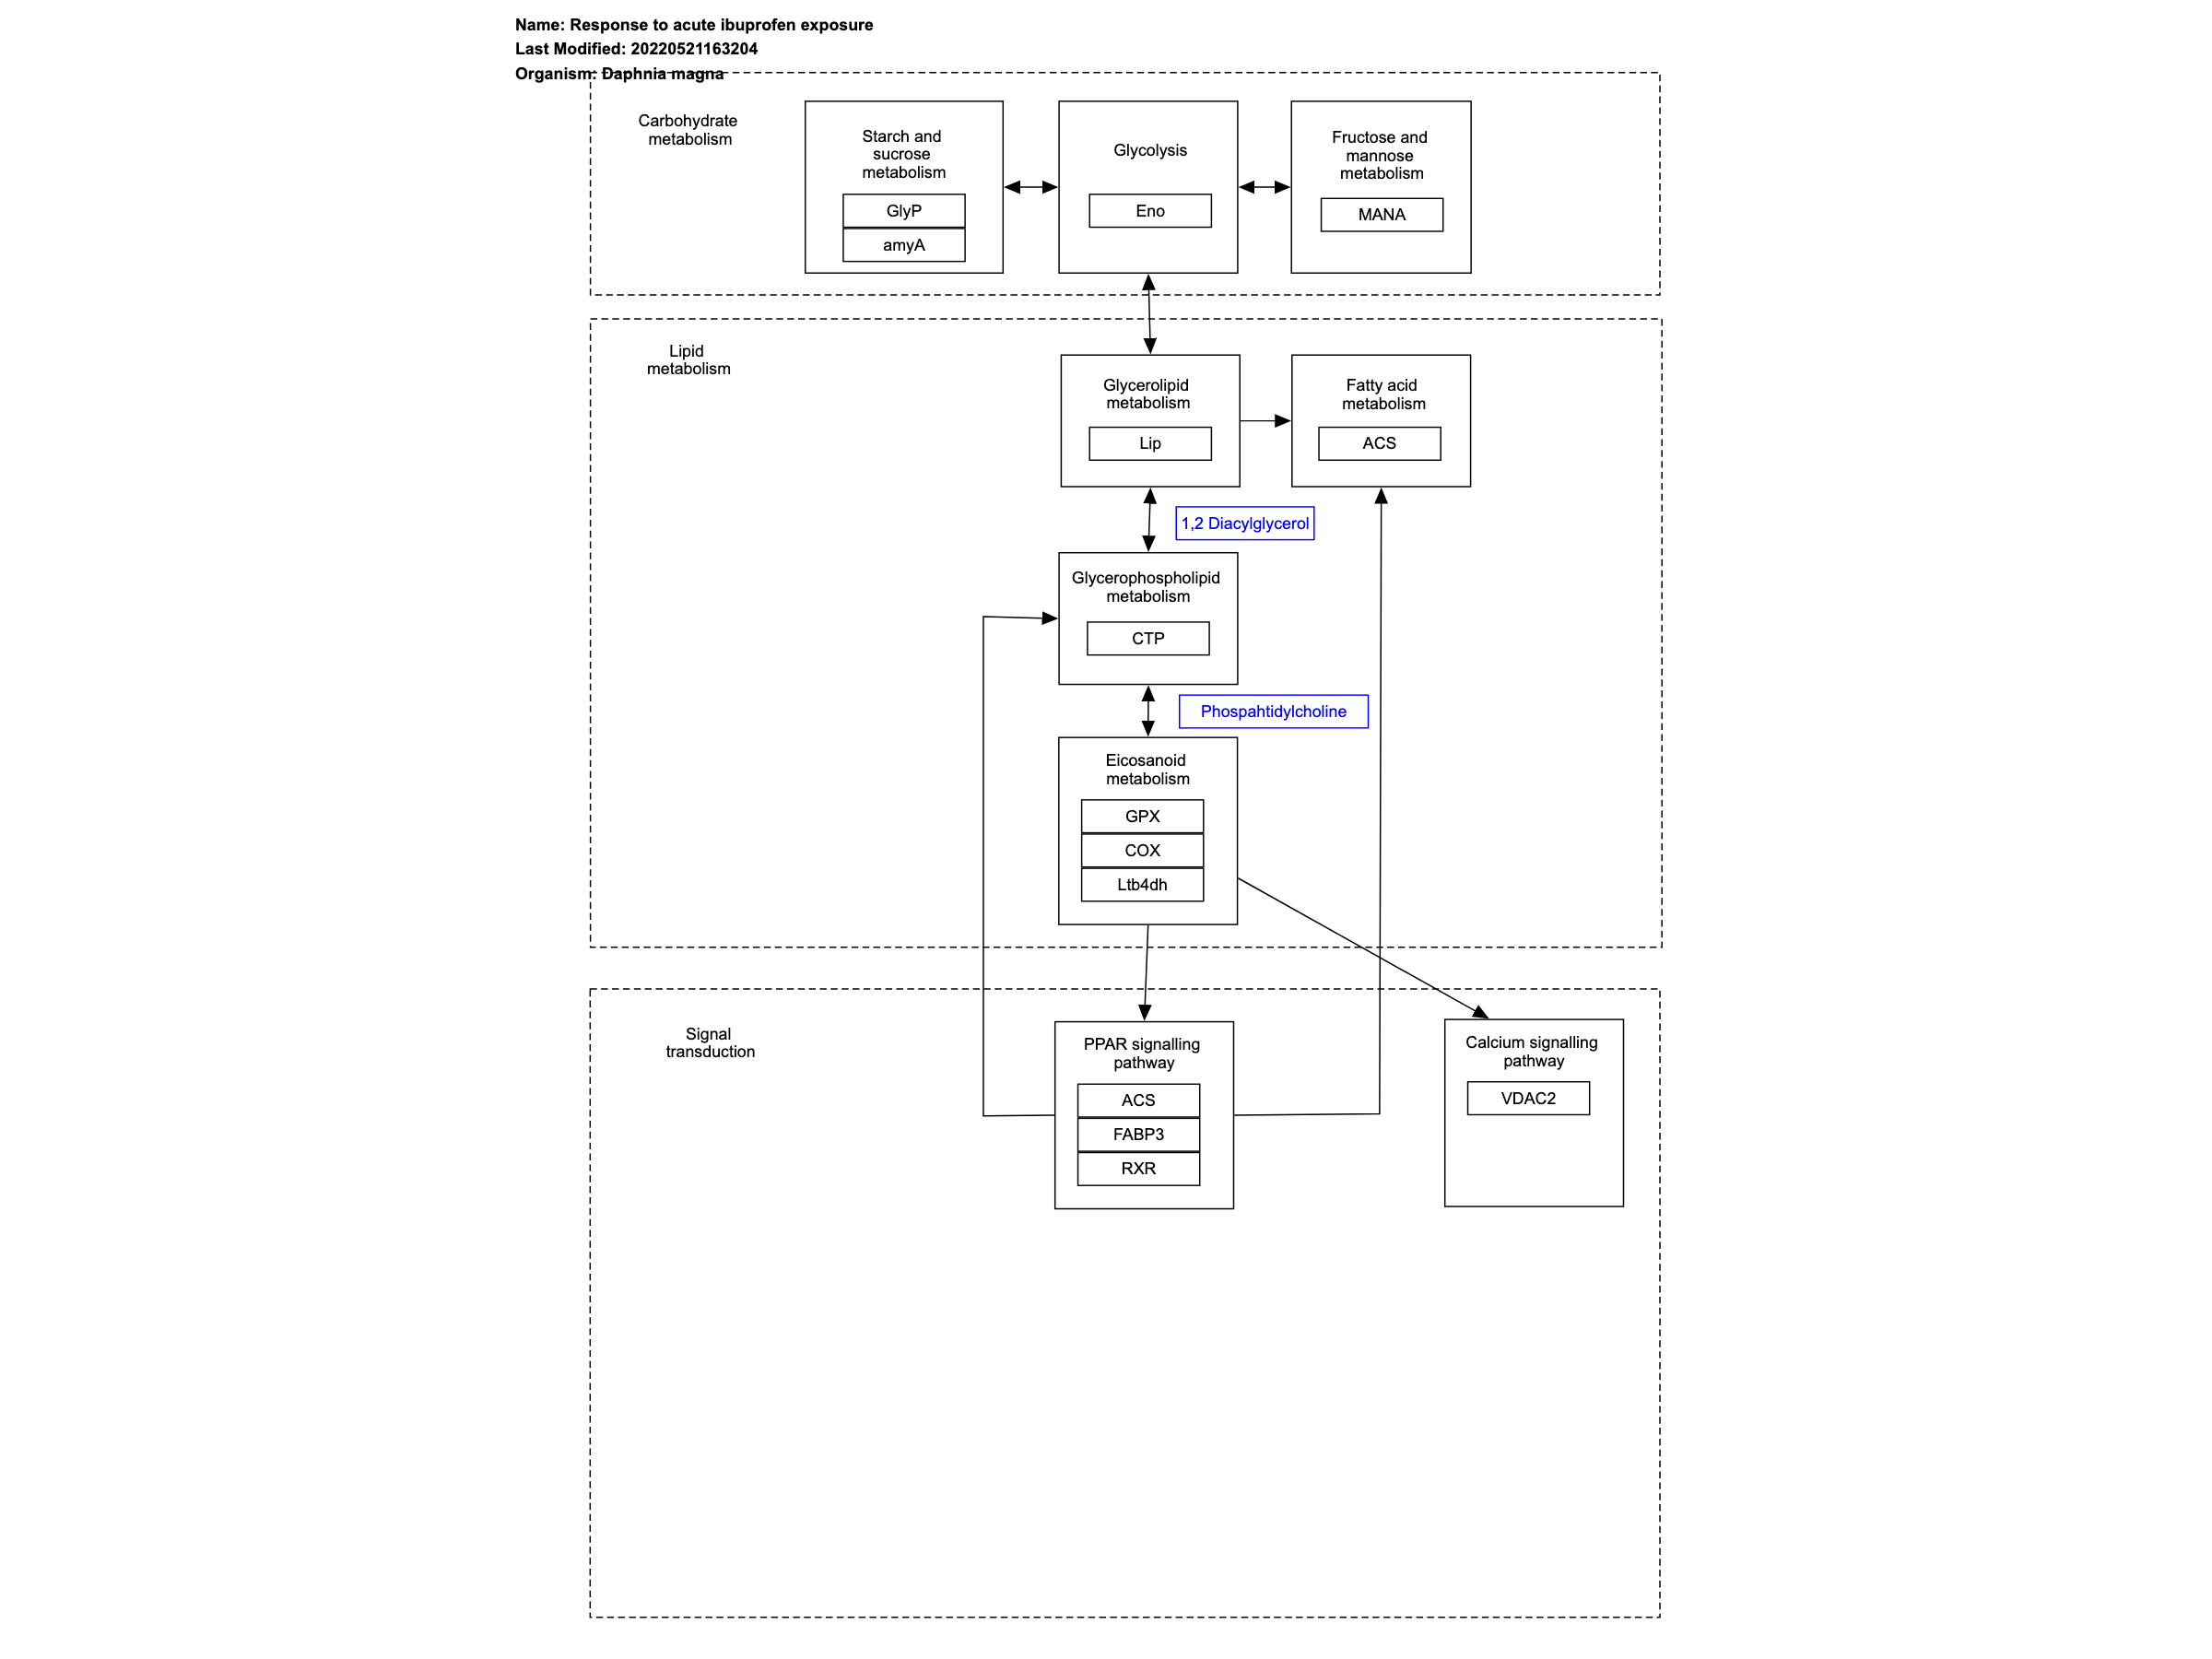 Name: Response to acute ibuprofen exposure
Last Modified: 20220521163204
Organism: Daphnia magna
Carbohydrate
metabolism
Starch and
sucrose
metabolism
GlyP
amyA
Glycolysis
Eno
Fructose and
mannose
metabolism
MANA
Lipid
metabolism
Glycerolipid
metabolism
Lip
Fatty acid
metabolism
ACS
1,2 Diacylglycerol
Glycerophospholipid
metabolism
CTP
Phospahtidylcholine
Eicosanoid
metabolism
GPX
COX
Ltb4dh
Signal
transduction
PPAR signalling
pathway
ACS
FABP3
RXR
Calcium signalling
pathway
VDAC2